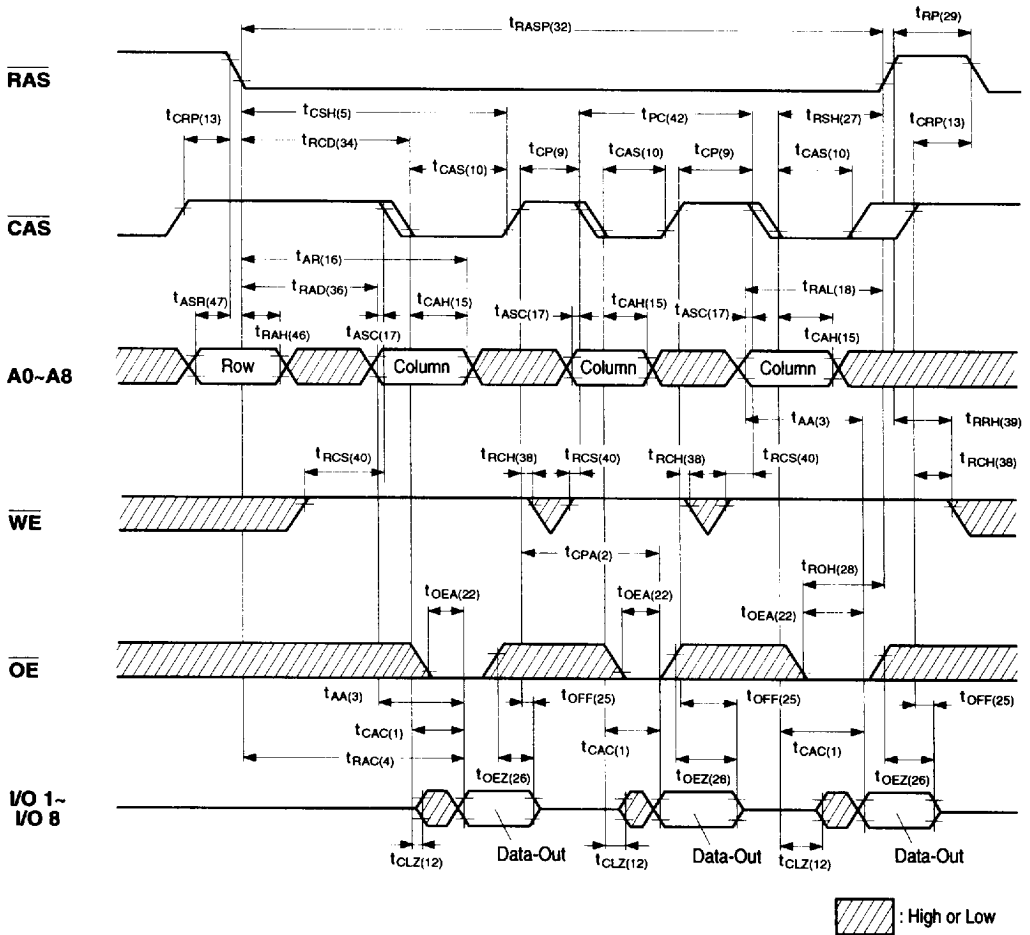 tRASP(32)
tRP(29)
RAS
tCRP(13)
tCSH(5)
tPC(42)
tRSH(27)
tCRP(13)
tRCD(34)
tCAS(10)
tCP(9)
tCAS(10)
tCP(9)
tCAS(10)
CAS
tAR(16)
tASR(47)
tRAD(36)
tCAH(15)
tCAH(15)
tRAL(18)
tRAH(46)
tASC(17)
tASC(17)
tASC(17)
tCAH(15)
A0~A8
Row
Column
Column
Column
tAA(3)
tRRH(39)
tRCS(40)
tRCH(38)
tRCS(40)
tRCH(38)
tRCS(40)
tRCH(38)
WE
tCPA(2)
tROH(28)
tOEA(22)
tOEA(22)
tOEA(22)
OE
tAA(3)
tOFF(25)
tOFF(25)
tOFF(25)
tCAC(1)
tCAC(1)
tCAC(1)
tRAC(4)
tOEZ(26)
tOEZ(28)
tOEZ(26)
I/O 1~
I/O 8
tCLZ(12)
Data-Out
tCLZ(12)
Data-Out
tCLZ(12)
Data-Out
: High or Low